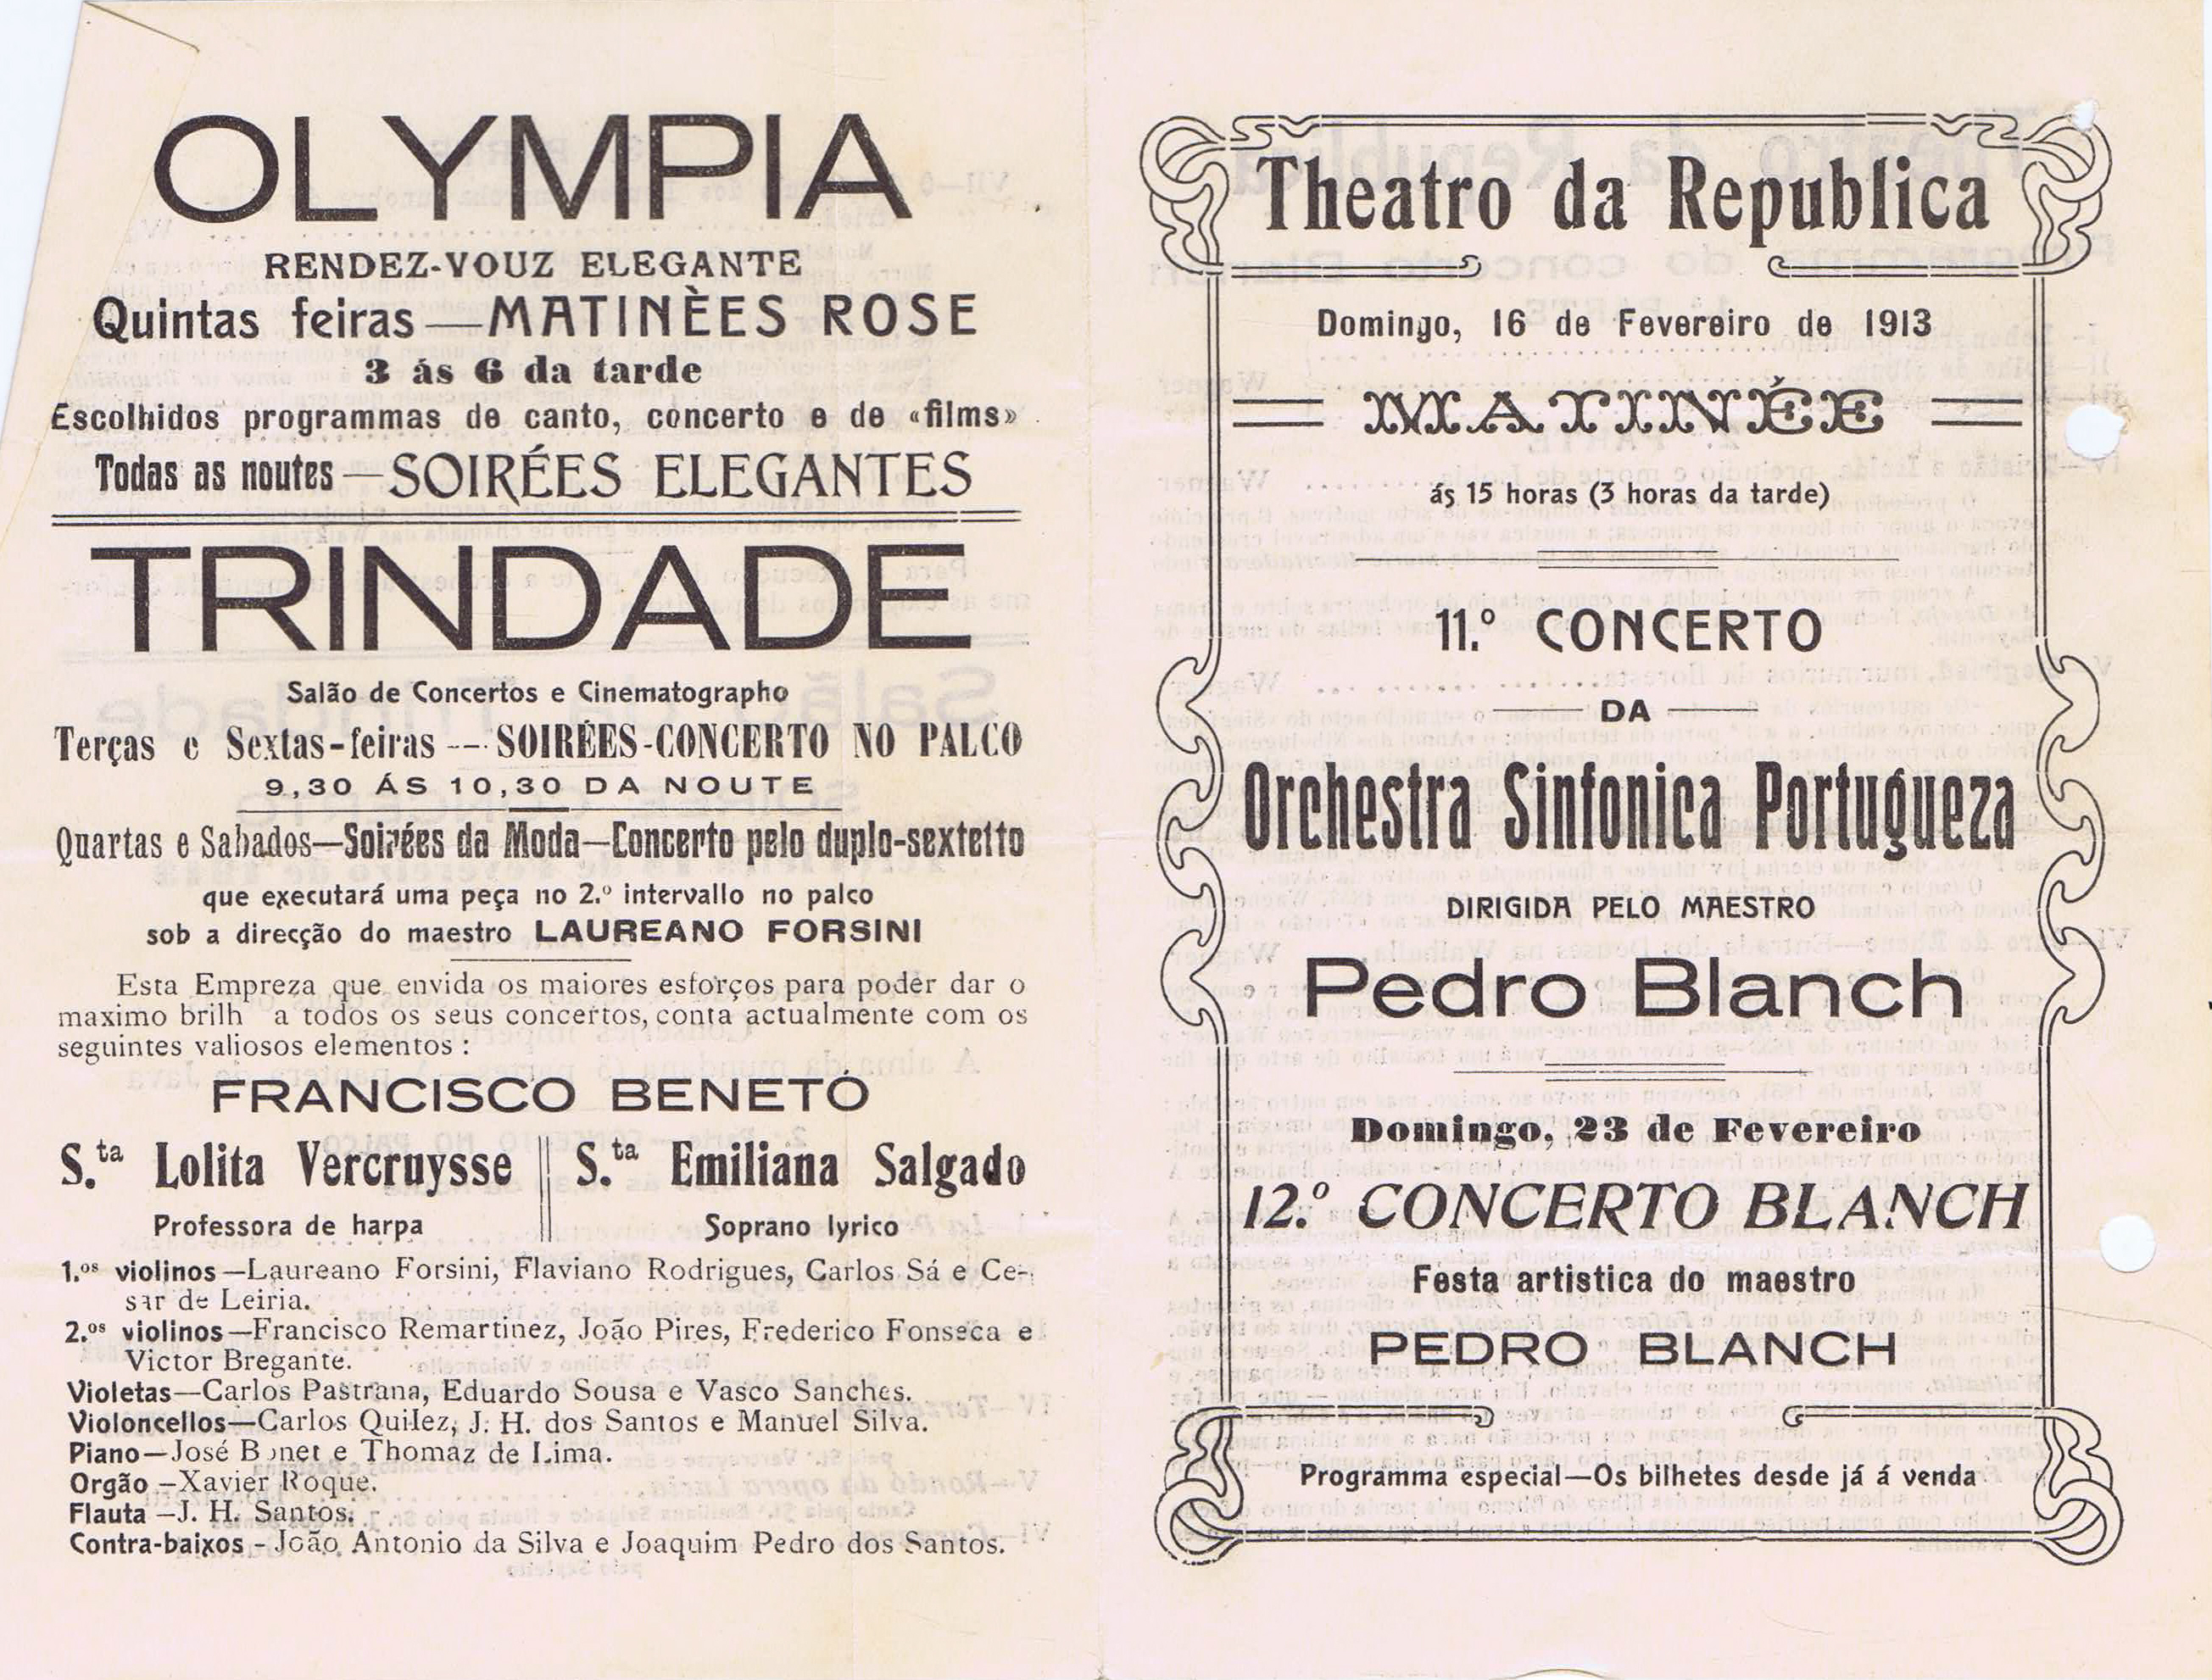 OLYMPIA
RENDEZ-VOUZ ELEGANTE
Quintas feiras—MATINÈES ROSE
3 ás 6 da tarde
Escolhidos programmas de canto, concerto e de «films»
Todas as noutes—SOIRÉES ELEGANTES
TRINDADE
Salão de Concertos e Cinematographo
Terças e Sextas-feiras -- SOIRÉES-CONCERTO NO PALCO
9,30 ÁS 10,30 DA NOUTE
Quartas e Sabados—Soirées da Moda—Concerto pelo duplo-sextetto
que executará uma peça no 2.º intervallo no palco
sob a direcção do maestro LAUREANO FORSINI
Esta Empreza que envida os maiores esforços para poder dar o
maximo brilh a todos os seus concertos, conta actualmente com os
seguintes valiosos elementos :
FRANCISCO BENETÓ
S.ta Lolita Vercruysse || S.ta Emiliana Salgado
Professora de harpa Soprano lyrico
1.os violinos—Laureano Forsini, Flaviano Rodrigues, Carlos Sá e Ce-
sar de Leiria.
2.os violinos—Francisco Remartinez, João Pires, Frederico Fonseca e
Victor Bregante.
Violetas—Carlos Pastrana, Eduardo Sousa e Vasco Sanches.
Violoncellos—Carlos Quilez, J. H. dos Santos e Manuel Silva.
Piano—José Bonet e Thomaz de Lima.
Orgão—Xavier Roque.
Flauta—J. H. Santos.
Contra-baixos - João Antonio da Silva e Joaquim Pedro dos Santos.
Theatro da Republica
Domingo, 16 de Fevereiro de 1913
MATINÉE
ás 15 horas (3 horas da tarde)
11.º CONCERTO
DA
Orchestra Sinfonica Portugueza
DIRIGIDA PELO MAESTRO
Pedro Blanch
Domingo, 23 de Fevereiro
12.º CONCERTO BLANCH
Festa artistica do maestro
PEDRO BLANCH
Programma especial—Os bilhetes desde já á venda